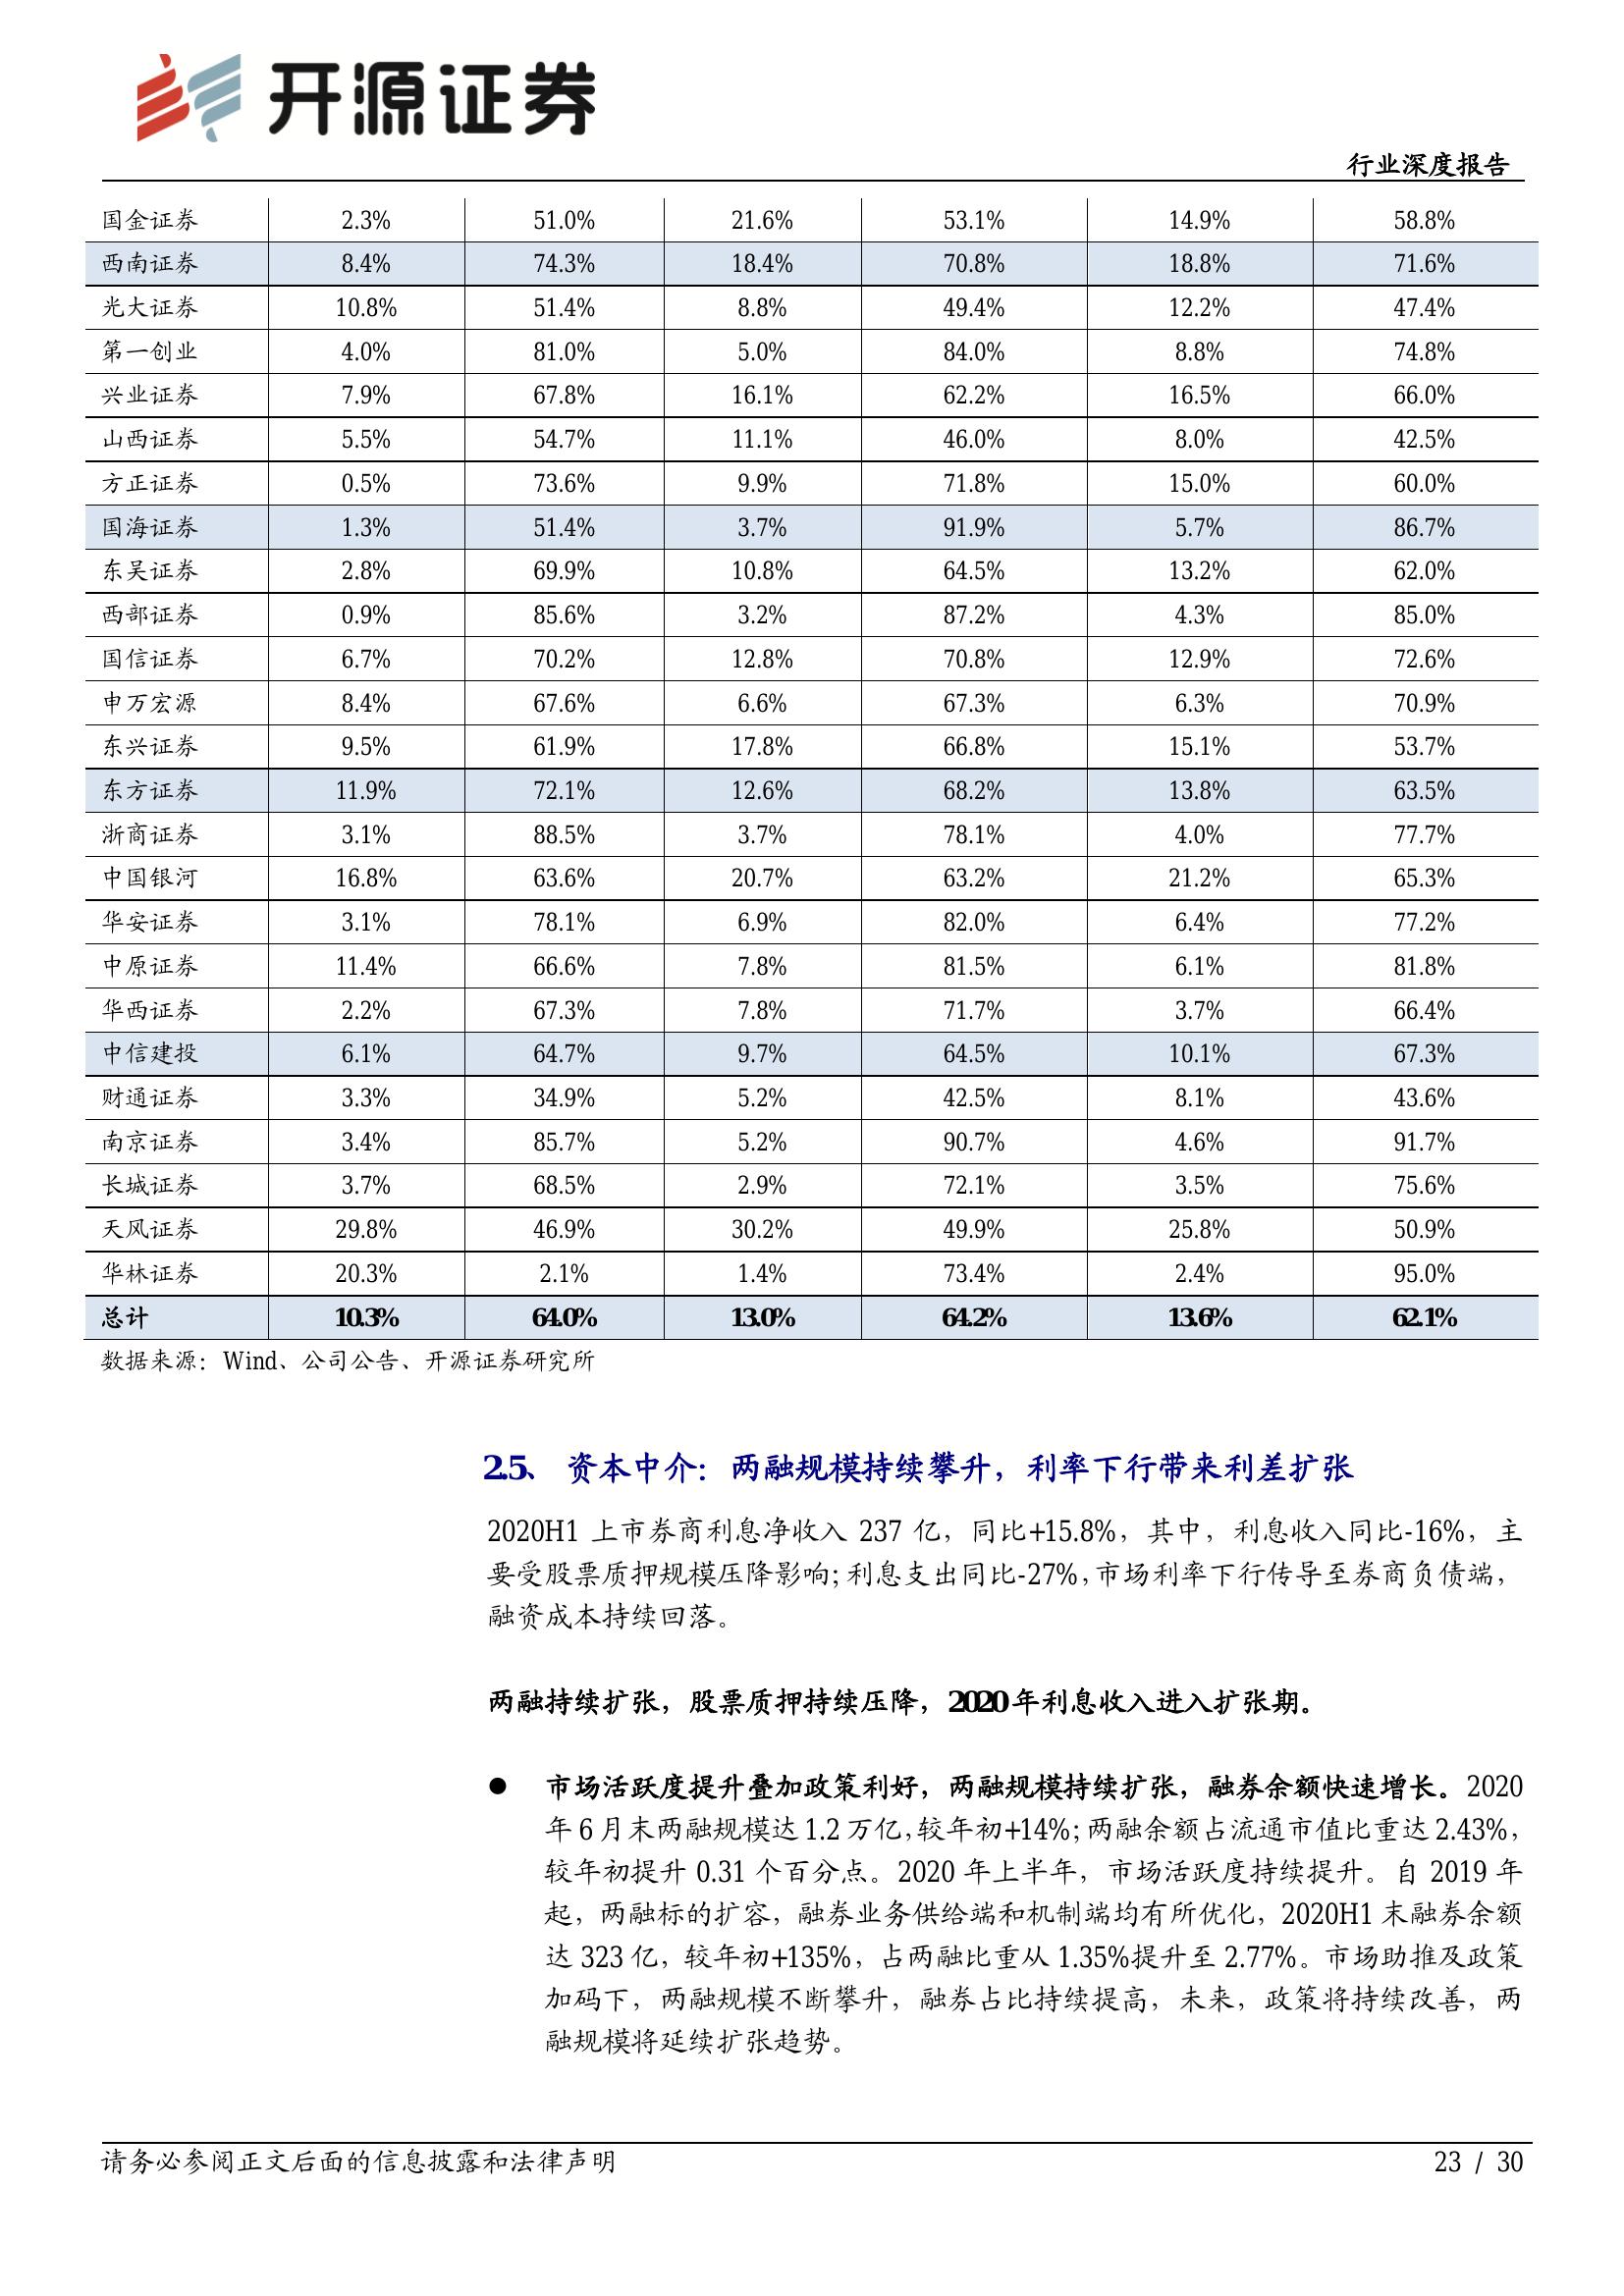 开源证券
行业深度报告
国金证券 2.3% 51.0% 21.6% 53.1% 14.9% 58.8%
西南证券 8.4% 74.3% 18.4% 70.8% 18.8% 71.6%
光大证券 10.8% 51.4% 8.8% 49.4% 12.2% 47.4%
第一创业 4.0% 81.0% 5.0% 84.0% 8.8% 74.8%
兴业证券 7.9% 67.8% 16.1% 62.2% 16.5% 66.0%
山西证券 5.5% 54.7% 11.1% 46.0% 8.0% 42.5%
方正证券 0.5% 73.6% 9.9% 71.8% 15.0% 60.0%
国海证券 1.3% 51.4% 3.7% 91.9% 5.7% 86.7%
东吴证券 2.8% 69.9% 10.8% 64.5% 13.2% 62.0%
西部证券 0.9% 85.6% 3.2% 87.2% 4.3% 85.0%
国信证券 6.7% 70.2% 12.8% 70.8% 12.9% 72.6%
申万宏源 8.4% 67.6% 6.6% 67.3% 6.3% 70.9%
东兴证券 9.5% 61.9% 17.8% 66.8% 15.1% 53.7%
东方证券 11.9% 72.1% 12.6% 68.2% 13.8% 63.5%
浙商证券 3.1% 88.5% 3.7% 78.1% 4.0% 77.7%
中国银河 16.8% 63.6% 20.7% 63.2% 21.2% 65.3%
华安证券 3.1% 78.1% 6.9% 82.0% 6.4% 77.2%
中原证券 11.4% 66.6% 7.8% 81.5% 6.1% 81.8%
华西证券 2.2% 67.3% 7.8% 71.7% 3.7% 66.4%
中信建投 6.1% 64.7% 9.7% 64.5% 10.1% 67.3%
财通证券 3.3% 34.9% 5.2% 42.5% 8.1% 43.6%
南京证券 3.4% 85.7% 5.2% 90.7% 4.6% 91.7%
长城证券 3.7% 68.5% 2.9% 72.1% 3.5% 75.6%
天风证券 29.8% 46.9% 30.2% 49.9% 25.8% 50.9%
华林证券 20.3% 2.1% 1.4% 73.4% 2.4% 95.0%
总计 10.3% 64.0% 13.0% 64.2% 13.6% 62.1%
数据来源：Wind、公司公告、开源证券研究所
2.5、 资本中介：两融规模持续攀升，利率下行带来利差扩张
2020H1 上市券商利息净收入 237 亿，同比+15.8%，其中，利息收入同比-16%，主
要受股票质押规模压降影响；利息支出同比-27%，市场利率下行传导至券商负债端，
融资成本持续回落。
两融持续扩张，股票质押持续压降，2020 年利息收入进入扩张期。
● 市场活跃度提升叠加政策利好，两融规模持续扩张，融券余额快速增长。2020
年 6 月末两融规模达 1.2 万亿，较年初+14%；两融余额占流通市值比重达 2.43%，
较年初提升 0.31 个百分点。2020 年上半年，市场活跃度持续提升。自 2019 年
起，两融标的扩容，融券业务供给端和机制端均有所优化，2020H1 末融券余额
达 323 亿，较年初+135%，占两融比重从 1.35%提升至 2.77%。市场助推及政策
加码下，两融规模不断攀升，融券占比持续提高，未来，政策将持续改善，两
融规模将延续扩张趋势。
请务必参阅正文后面的信息披露和法律声明 23 / 30